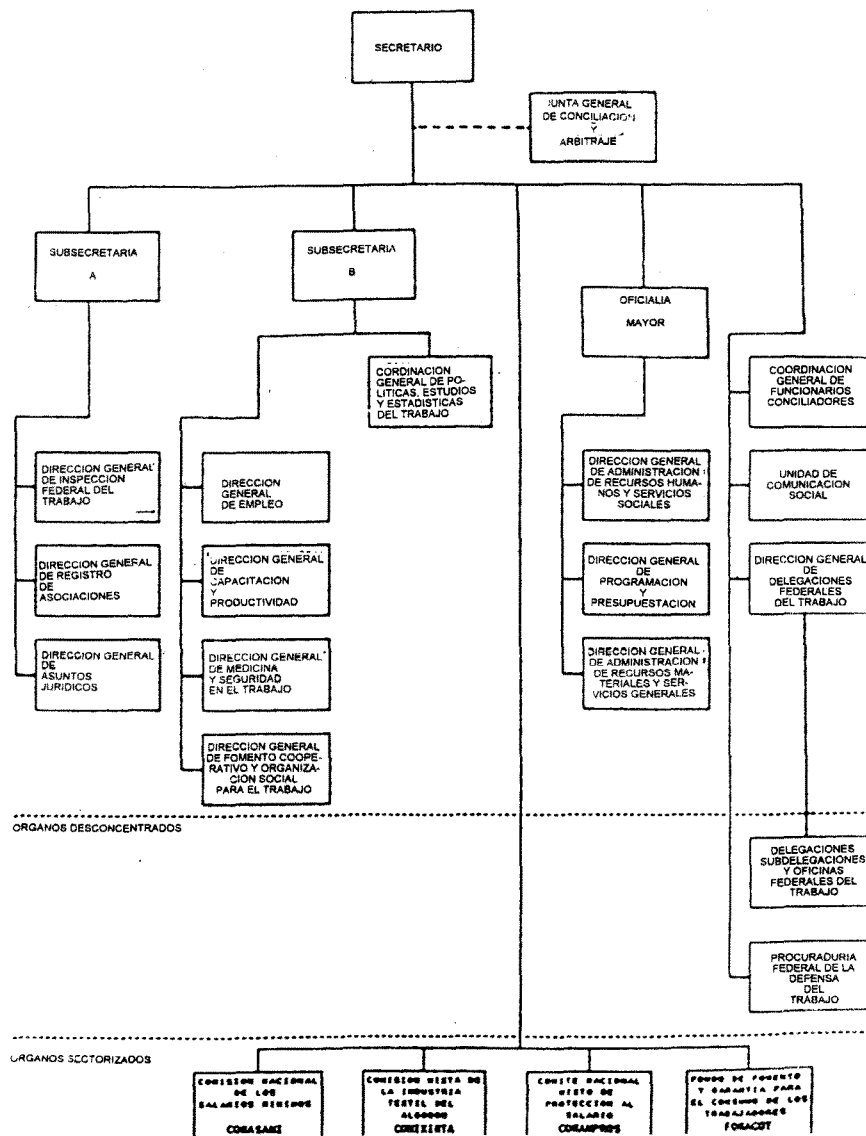 SECRETARIO
JUNTA GENERAL
DE CONCILIACION
Y
ARBITRAJE
SUBSECRETARIA
A
SUBSECRETARIA
B
OFICIALIA
MAYOR
CORDINACION
GENERAL DE PO-
LITICAS, ESTUDIOS
Y ESTADISTICAS
DEL TRABAJO
COORDINACION
GENERAL DE
FUNCIONARIOS
CONCILIADORES
DIRECCION GENERAL
DE INSPECCION
FEDERAL DEL
TRABAJO
DIRECCION
GENERAL
DE EMPLEO
DIRECCION GENERAL
DE ADMINISTRACION
DE RECURSOS HUMA-
NOS Y SERVICIOS
SOCIALES
UNIDAD DE
COMUNICACION
SOCIAL
DIRECCION GENERAL
DE REGISTRO
DE
ASOCIACIONES
DIRECCION GENERAL
DE
CAPACITACION
Y
PRODUCTIVIDAD
DIRECCION GENERAL
DE
PROGRAMACION
Y
PRESUPUESTACION
DIRECCION GENERAL
DE
DELEGACIONES
FEDERALES
DEL TRABAJO
DIRECCION GENERAL
DE
ASUNTOS
JURIDICOS
DIRECCION GENERAL
DE MEDICINA
Y SEGURIDAD
EN EL TRABAJO
DIRECCION GENERAL
DE ADMINISTRACION
DE RECURSOS MA-
TERIALES Y SER-
VICIOS GENERALES
DIRECCION GENERAL
DE FOMENTO COOPE-
RATIVO Y ORGANIZA-
CION SOCIAL
PARA EL TRABAJO
ORGANOS DESCONCENTRADOS
DELEGACIONES
SUBDELEGACIONES
Y OFICINAS
FEDERALES DEL
TRABAJO
PROCURADURIA
FEDERAL DE LA
DEFENSA
DEL
TRABAJO
ORGANOS SECTORIZADOS
COMISION NACIONAL
DE LOS
SALARIOS MINIMOS
CONASAMI
COMISION MIXTA DE
LA INDUSTRIA
TEXTIL DEL
ALGODON
COMITE NACIONAL
MIXTO DE
PROTECCION AL
SALARIO
CONAMPROS
FONDO DE FOMENTO
Y GARANTIA PARA
EL CONSUMO DE LOS
TRABAJADORES
FONACOT